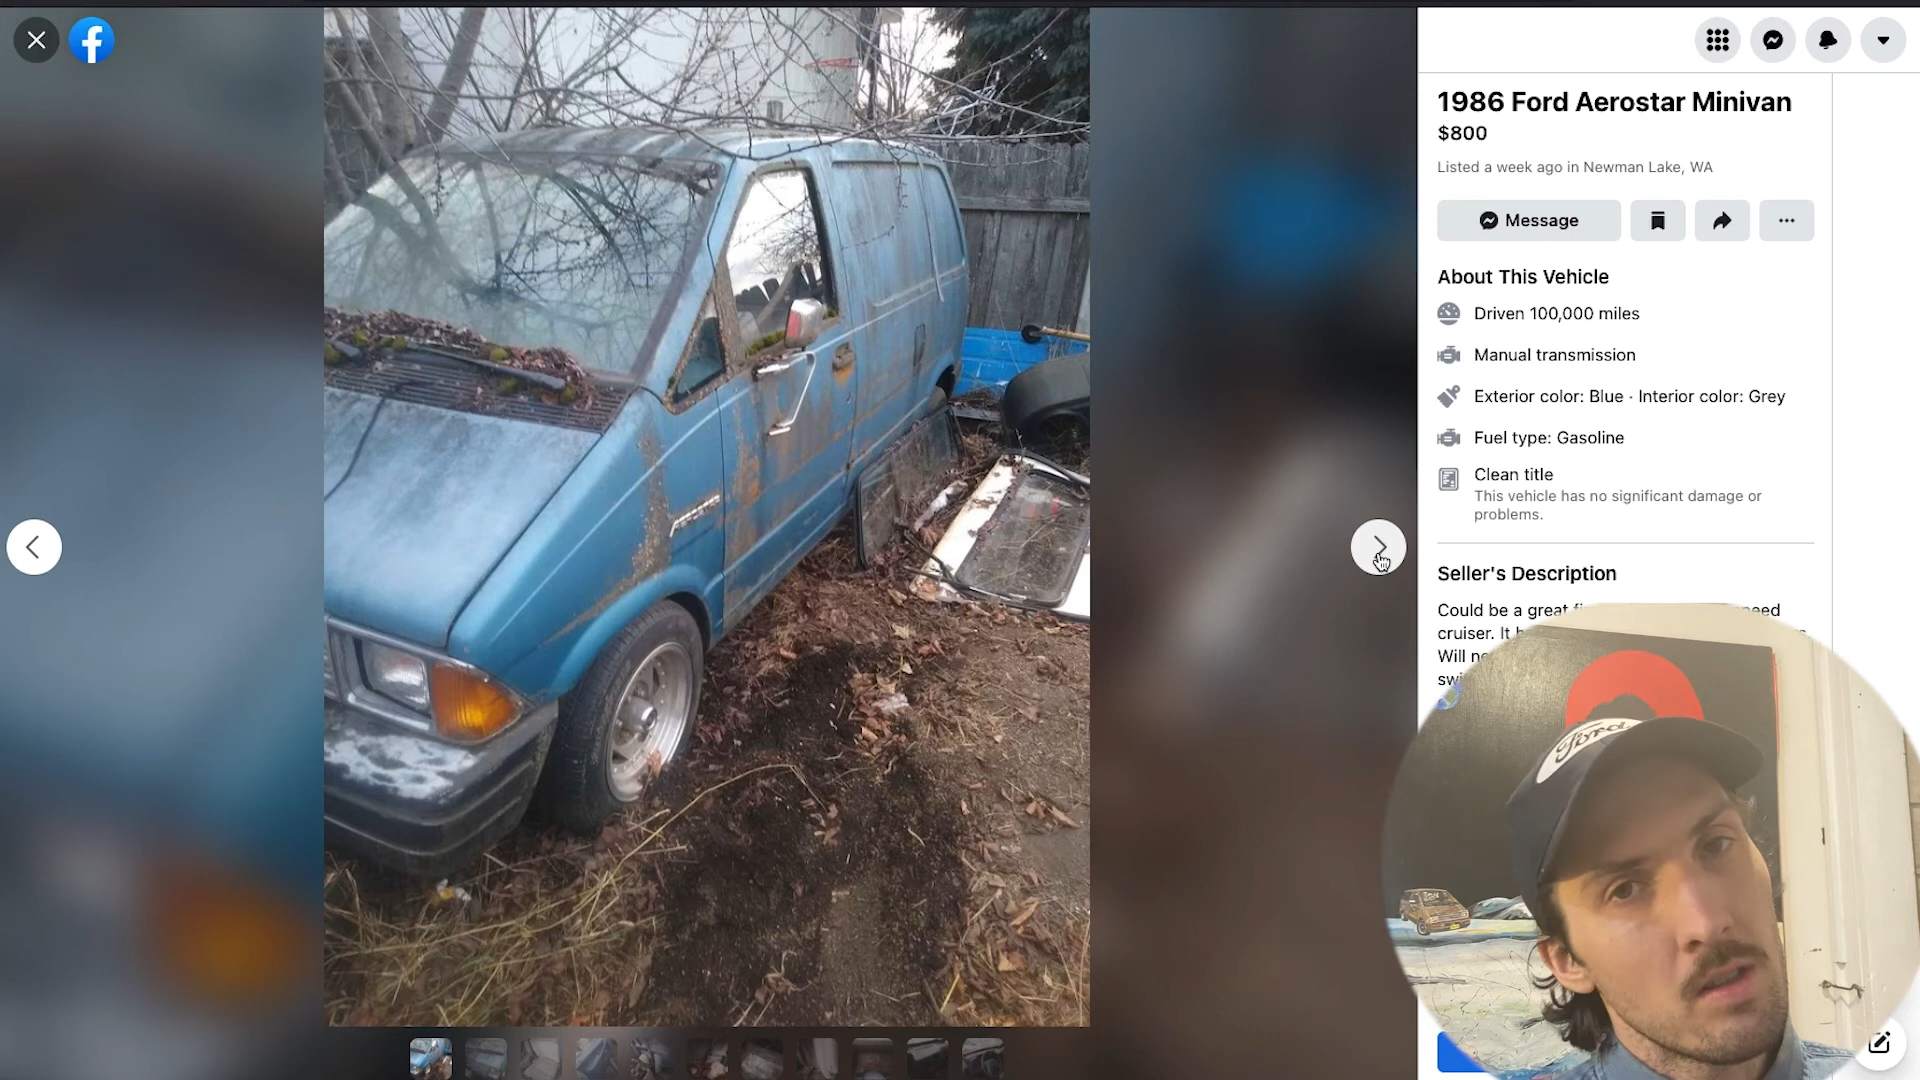 1986 Ford Aerostar Minivan
$800
Listed a week ago in Newman Lake, WA
Message
About This Vehicle
Driven 100,000 miles
Manual transmission
Exterior color: Blue · Interior color: Grey
Fuel type: Gasoline
Clean title
This vehicle has no significant damage or
problems.
Seller's Description
Could be a great
cruiser. It
Will
Ford